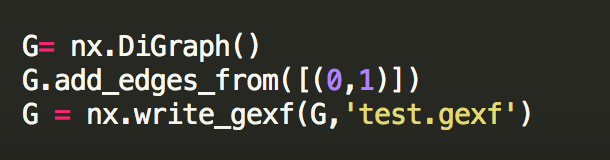 G= nx.DiGraph()
G.add_edges_from([(0,1)])
G = nx.write_gexf(G,'test.gexf')